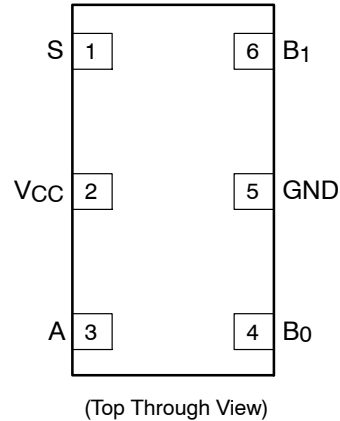 S 1 6 B1
VCC 2 5 GND
A 3 4 B0
(Top Through View)